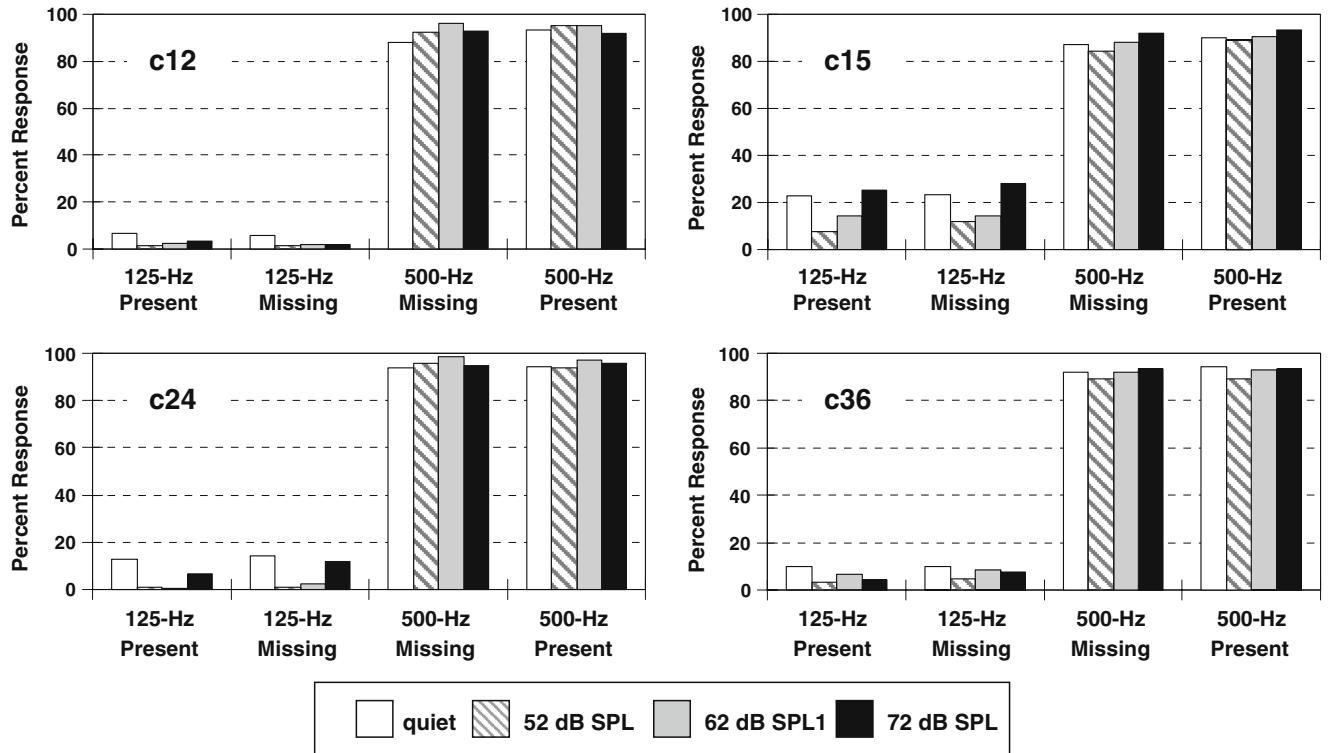 Percent Response
100
80
60
40
20
0
c12
125-Hz Present
125-Hz Missing
500-Hz Missing
500-Hz Present
Percent Response
100
80
60
40
20
0
c15
125-Hz Present
125-Hz Missing
500-Hz Missing
500-Hz Present
Percent Response
100
80
60
40
20
0
c24
125-Hz Present
125-Hz Missing
500-Hz Missing
500-Hz Present
Percent Response
100
80
60
40
20
0
c36
125-Hz Present
125-Hz Missing
500-Hz Missing
500-Hz Present
quiet
52 dB SPL
62 dB SPL1
72 dB SPL